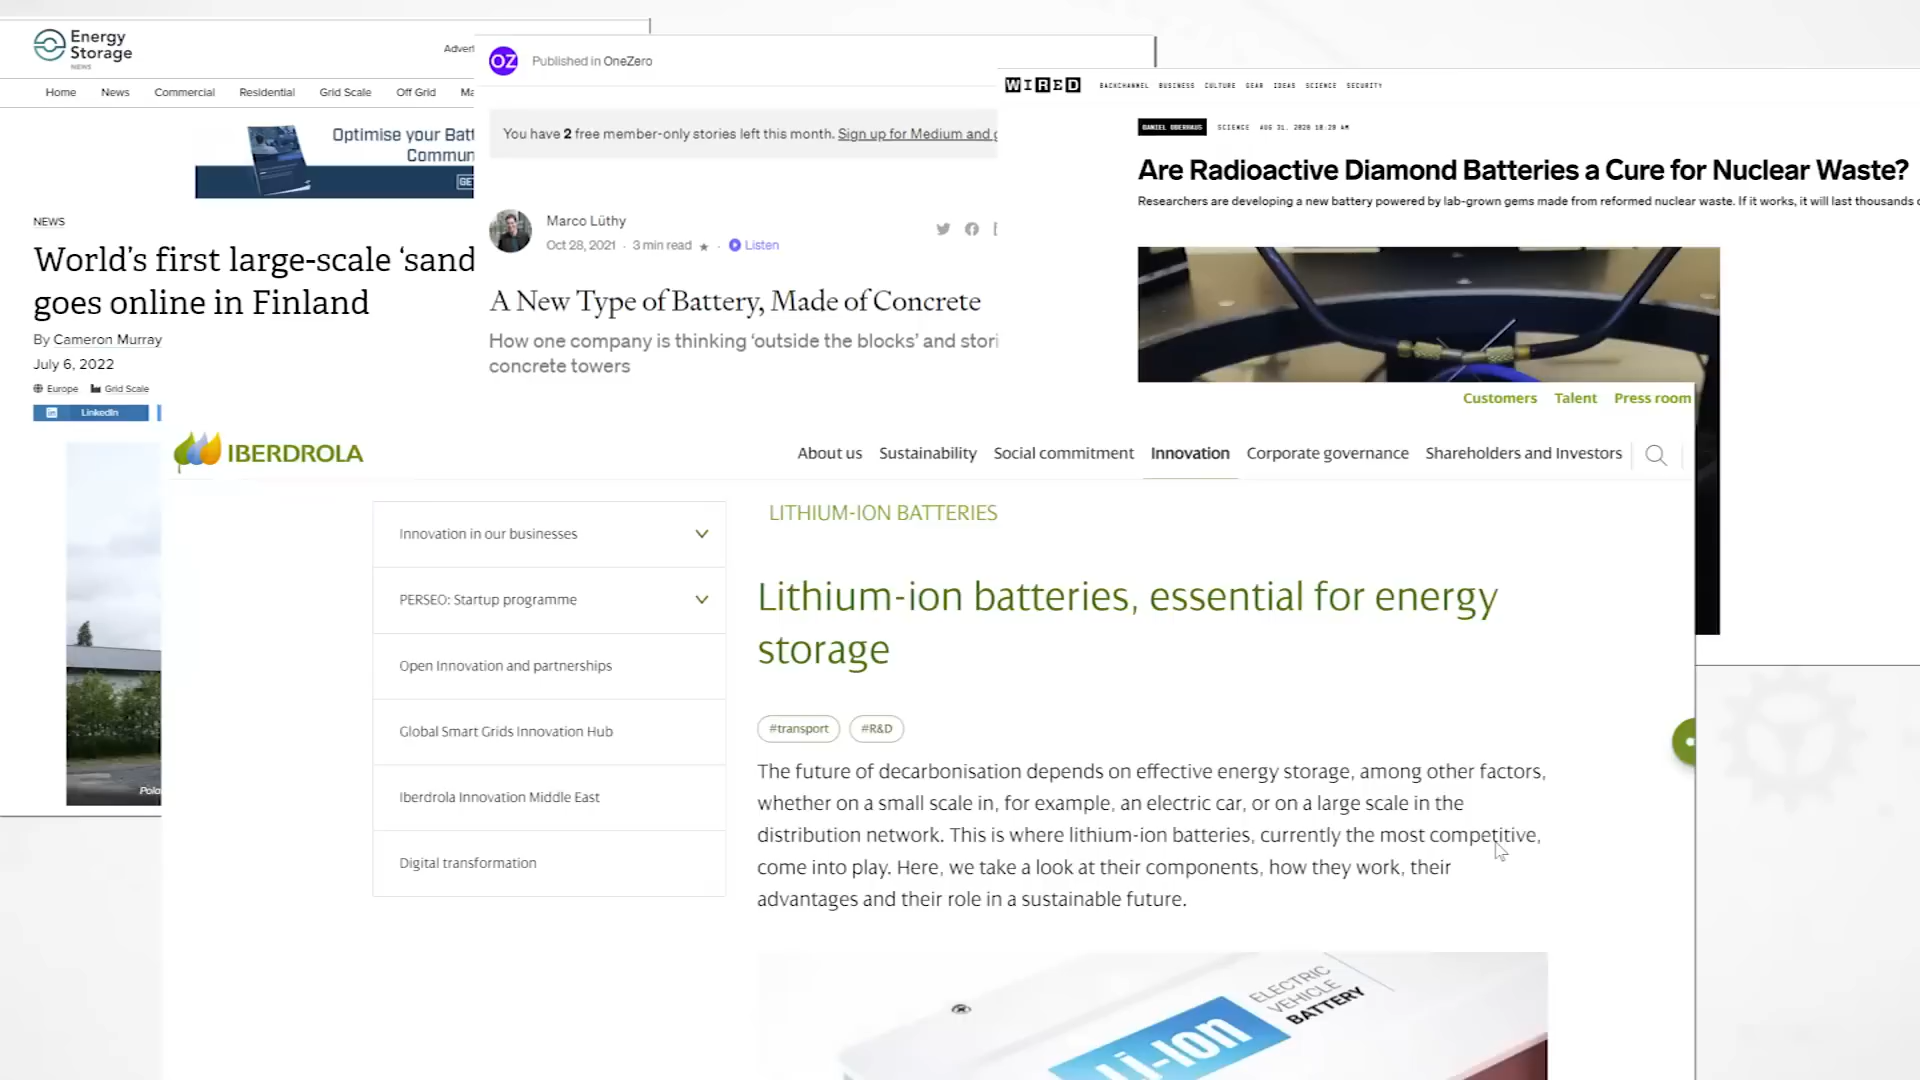 Energy
Storage
NEWS
Home News Commercial Residential Grid Scale Off Grid
Optimise your
NEWS
World's first large-scale ‘sand
goes online in Finland
By Cameron Murray
July 6, 2022
Europe Grid Scale
LinkedIn
OZ Published in OneZero
You have 2 free member-only stories left this month. Sign up for Medium and
Marco Lüthy
Oct 28, 2021 · 3 min read · Listen
A New Type of Battery, Made of Concrete
How one company is thinking ‘outside the blocks’ and
concrete towers
WIRED BACKCHANNEL BUSINESS CULTURE GEAR IDEAS SCIENCE SECURITY
DANIEL OBERHAUS SCIENCE AUG 31, 2020 10:29 AM
Are Radioactive Diamond Batteries a Cure for Nuclear Waste?
Researchers are developing a new battery powered by lab-grown gems made from reformed nuclear waste. If it works, it will last thousands
Customers Talent Press room
IBERDROLA
About us Sustainability Social commitment Innovation Corporate governance Shareholders and Investors
Innovation in our businesses
PERSEO: Startup programme
Open Innovation and partnerships
Global Smart Grids Innovation Hub
Iberdrola Innovation Middle East
Digital transformation
LITHIUM-ION BATTERIES
Lithium-ion batteries, essential for energy
storage
#transport #R&D
The future of decarbonisation depends on effective energy storage, among other factors,
whether on a small scale in, for example, an electric car, or on a large scale in the
distribution network. This is where lithium-ion batteries, currently the most competitive,
come into play. Here, we take a look at their components, how they work, their
advantages and their role in a sustainable future.
Li-Ion
ELECTRIC
VEHICLE
BATTERY